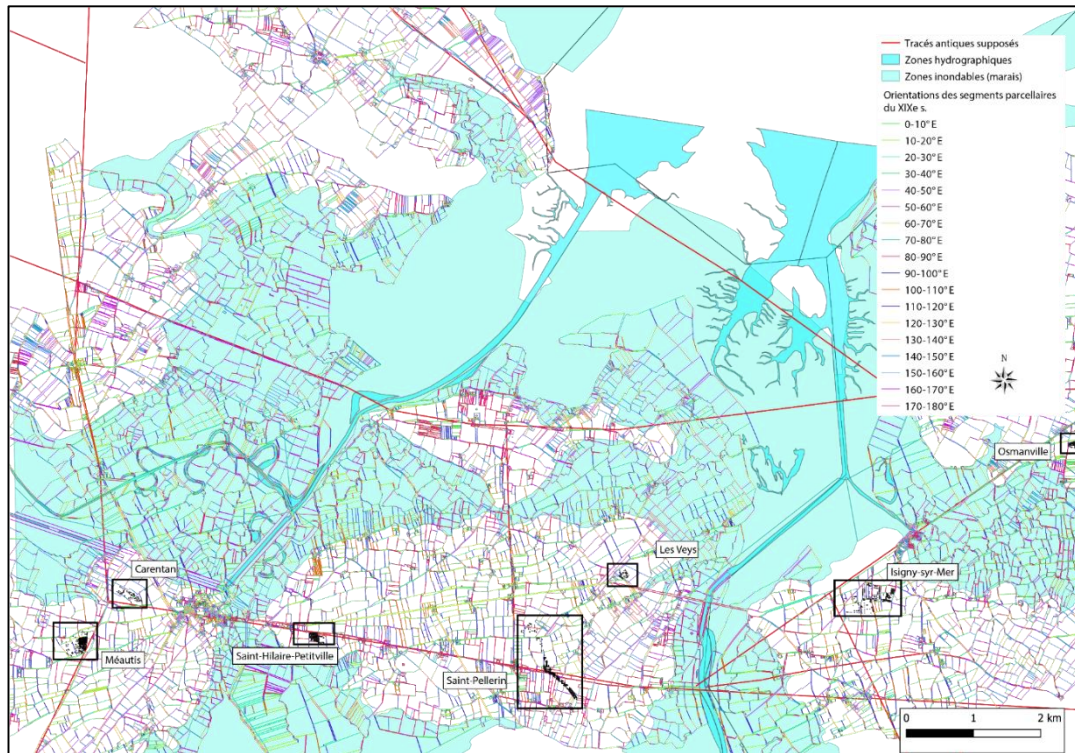 Tracés antiques supposés
Zones hydrographiques
Zones inondables (marais)
Orientations des segments parcellaires
du XIXe s.
0-10° E
10-20° E
20-30° E
30-40° E
40-50° E
50-60° E
60-70° E
70-80° E
80-90° E
90-100° E
100-110° E
110-120° E
120-130° E
130-140° E
140-150° E
150-160° E
160-170° E
170-180° E
N
Osmanville
Les Veys
Carentan
Isigny-syr-Mer
Méautis
Saint-Hilaire-Petitville
Saint-Pellerin
0 1 2 km